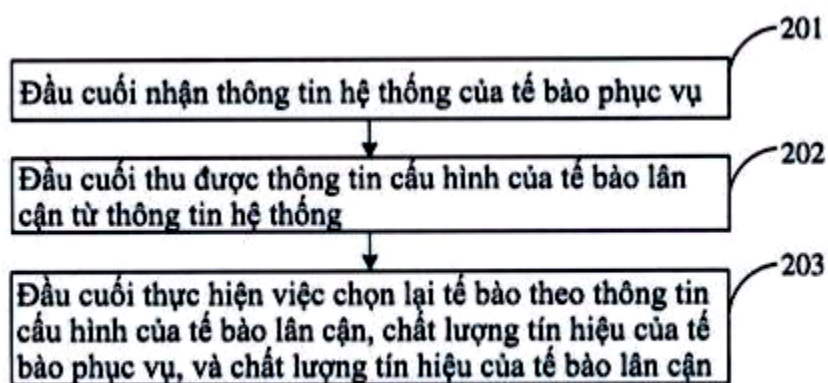 201
Đầu cuối nhận thông tin hệ thống của tế bào phục vụ
202
Đầu cuối thu được thông tin cấu hình của tế bào lân
cận từ thông tin hệ thống
203
Đầu cuối thực hiện việc chọn lại tế bào theo thông tin
cấu hình của tế bào lân cận, chất lượng tín hiệu của tế
bào phục vụ, và chất lượng tín hiệu của tế bào lân cận